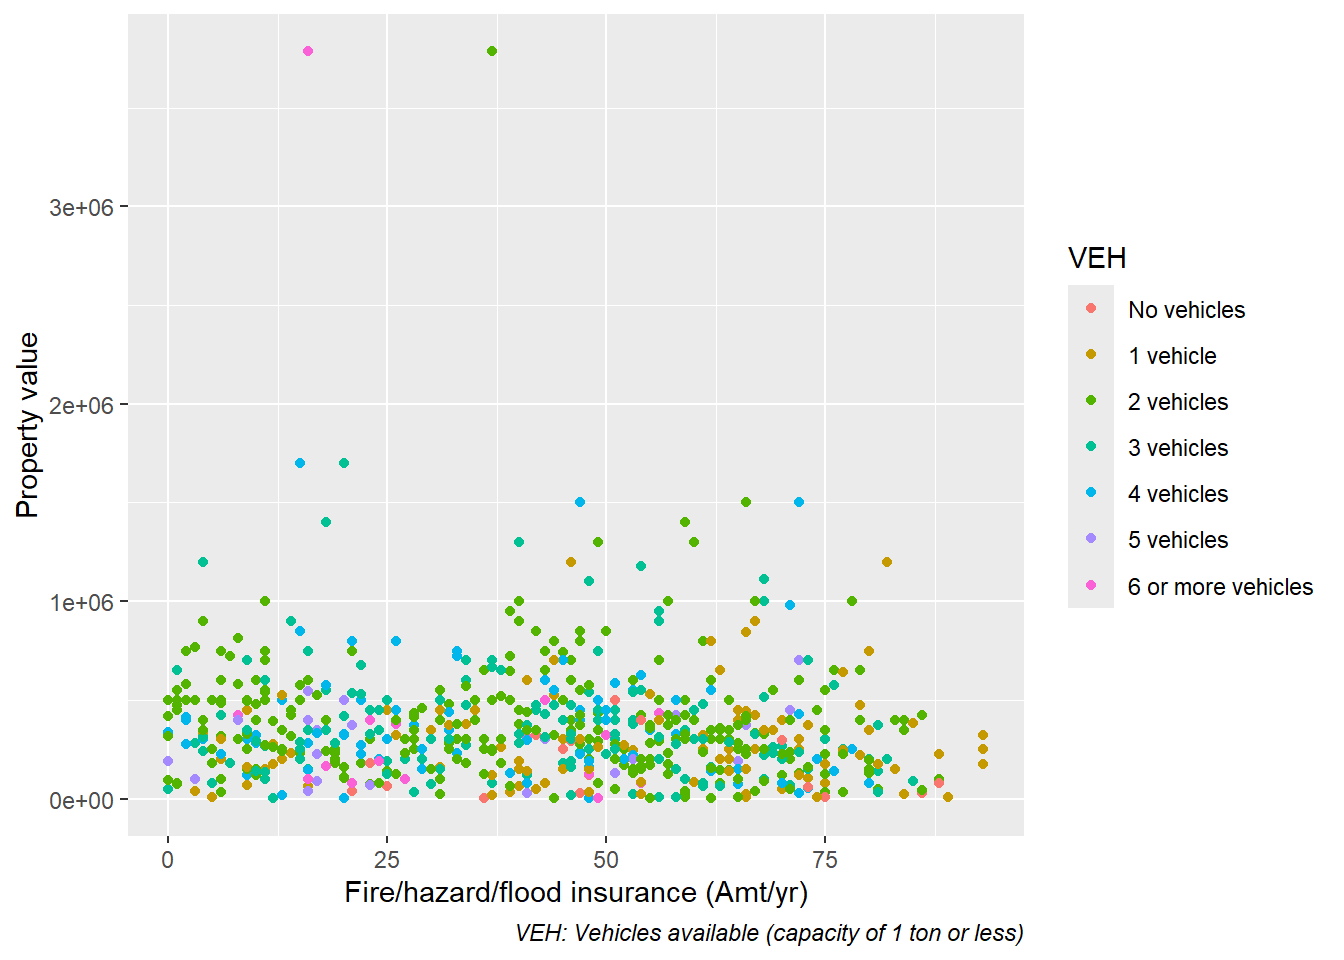 3e+06
2e+06
1e+06
0e+00
Property value
0
25
50
75
Fire/hazard/flood insurance (Amt/yr)
VEH: Vehicles available (capacity of 1 ton or less)
VEH
No vehicles
1 vehicle
2 vehicles
3 vehicles
4 vehicles
5 vehicles
6 or more vehicles